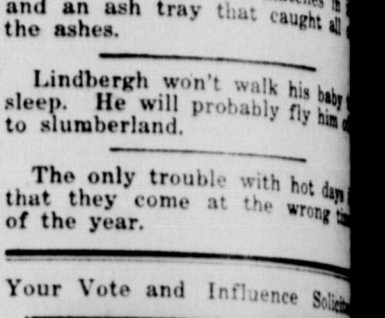 and an ash tray that caught all
the ashes.
Lindbergh won't walk his baby
sleep. He will probably fly him
to slumberland.
The only trouble with hot days
that they come at the wrong
of the year.
Your Vote and Influence